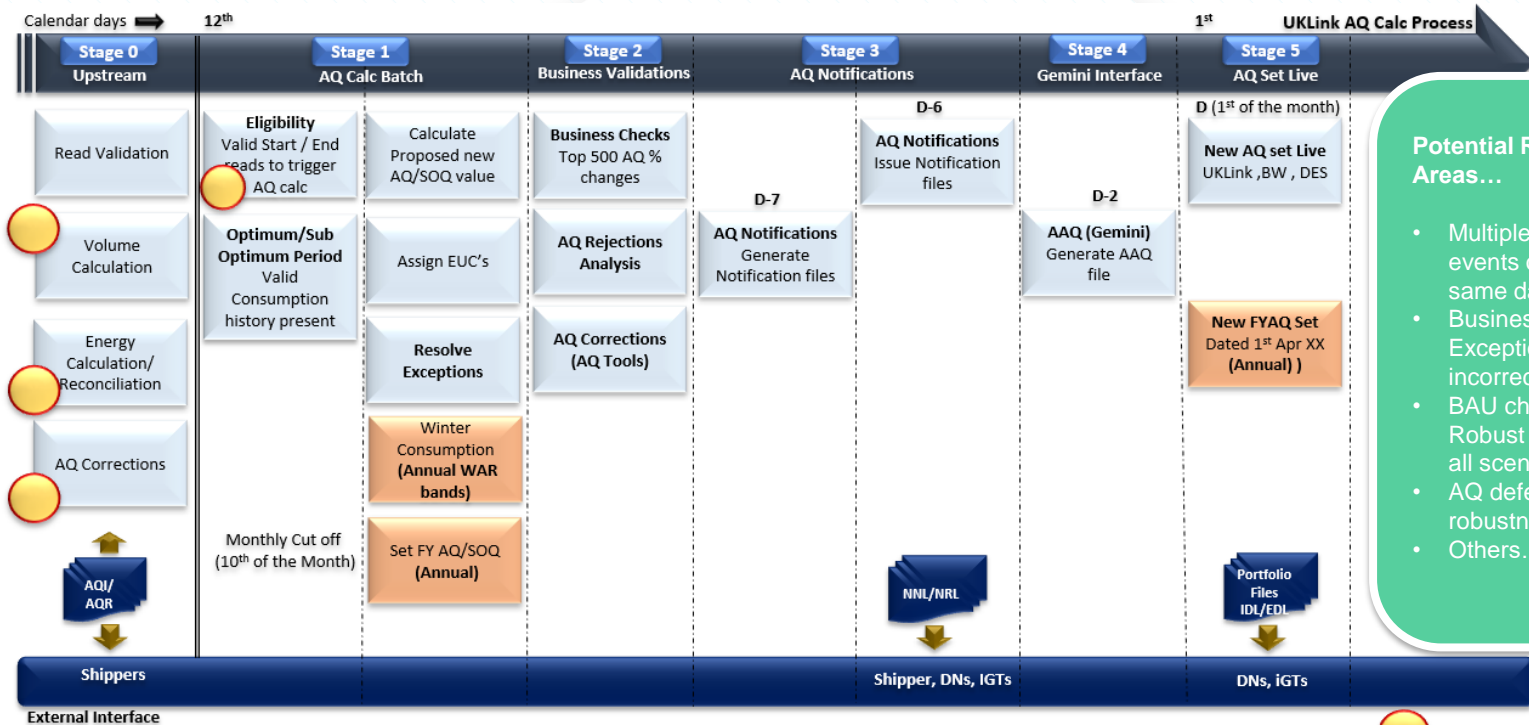 Calendar days
12th
1st
UKLink AQ Calc Process
Stage 0
Upstream
Stage 1
AQ Calc Batch
Stage 2
Business Validations
Stage 3
AQ Notifications
Stage 4
Gemini Interface
Stage 5
AQ Set Live
Read Validation
Volume
Calculation
Energy
Calculation/
Reconciliation
AQ Corrections
AQI/
AQR
Eligibility
Valid Start / End
reads to trigger
AQ calc
Optimum/Sub
Optimum Period
Valid
Consumption
history present
Monthly Cut off
(10th of the Month)
Calculate
Proposed new
AQ/SOQ value
Assign EUC's
Resolve
Exceptions
Winter
Consumption
(Annual WAR
bands)
Set FY AQ/SOQ
(Annual)
Business Checks
Top 500 AQ %
changes
AQ Rejections
Analysis
AQ Corrections
(AQ Tools)
D-7
AQ Notifications
Generate
Notification files
D-6
AQ Notifications
Issue Notification
files
NNL/NRL
D-2
AAQ (Gemini)
Generate AAQ
file
D (1st of the month)
New AQ set Live
UKLink ,BW , DES
New FYAQ Set
Dated 1st Apr XX
(Annual) )
Portfolio
Files
IDL/EDL
Potential
Areas…
• Multiple
events
same
• Busines
Exceptio
incorrec
• BAU
Robust
all
• AQ
• Others.
Shippers
Shipper, DNs, IGTs
DNs, iGTs
External Interface